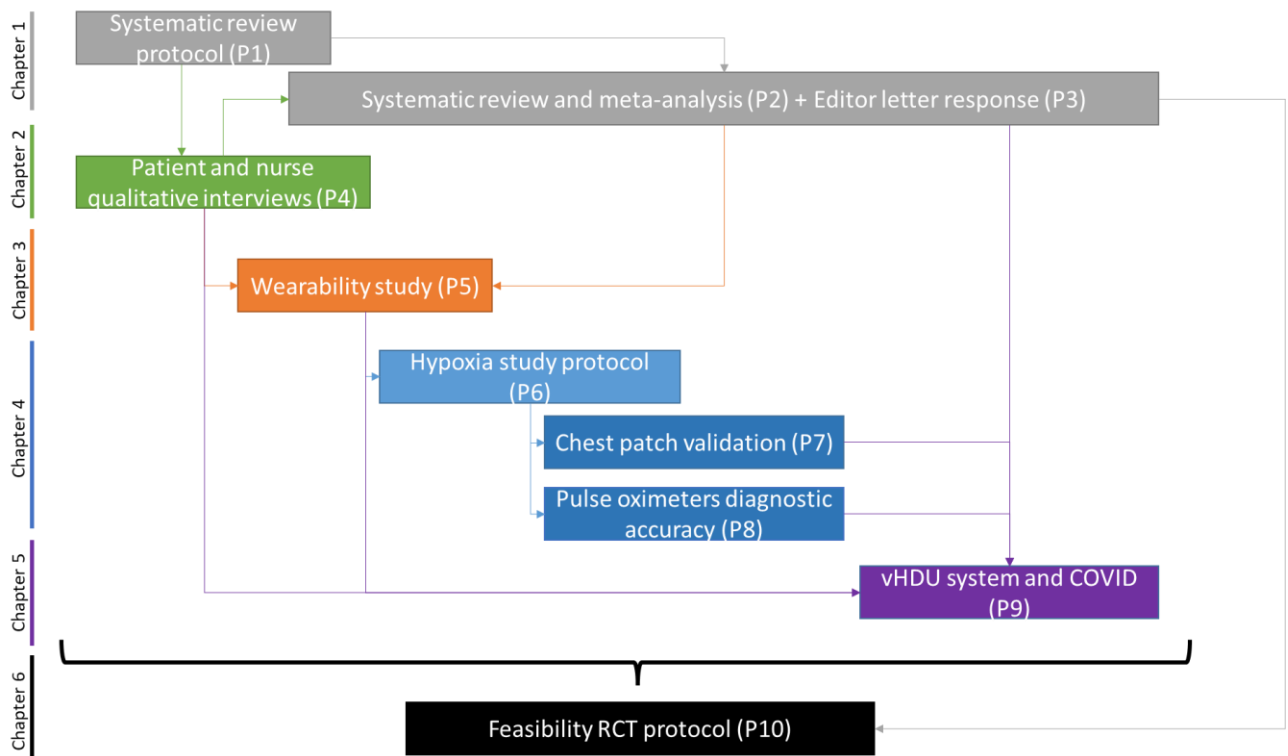 Chapter 1
Systematic review
protocol (P1)
Systematic review and meta-analysis (P2) + Editor letter response (P3)
Chapter 2
Patient and nurse
qualitative interviews (P4)
Chapter 3
Wearability study (P5)
Chapter 4
Hypoxia study protocol
(P6)
Chest patch validation (P7)
Pulse oximeters diagnostic
accuracy (P8)
Chapter 5
vHDU system and COVID
(P9)
Chapter 6
Feasibility RCT protocol (P10)